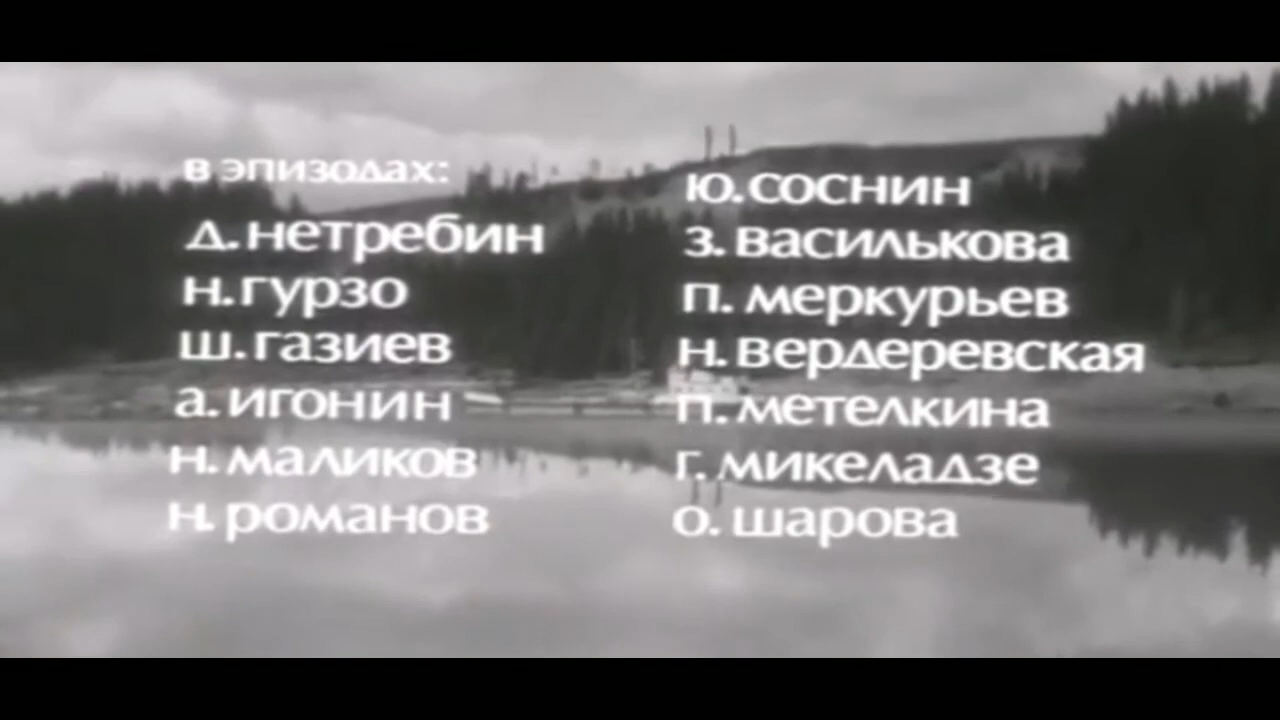 в эпизодах:
д. нетребин
н. гурзо
ш. газиев
а. игонин
н. маликов
н. романов
ю. соснин
з. василькова
п. меркурьев
н. вердеревская
п. метелкина
г. микеладзе
о. шарова